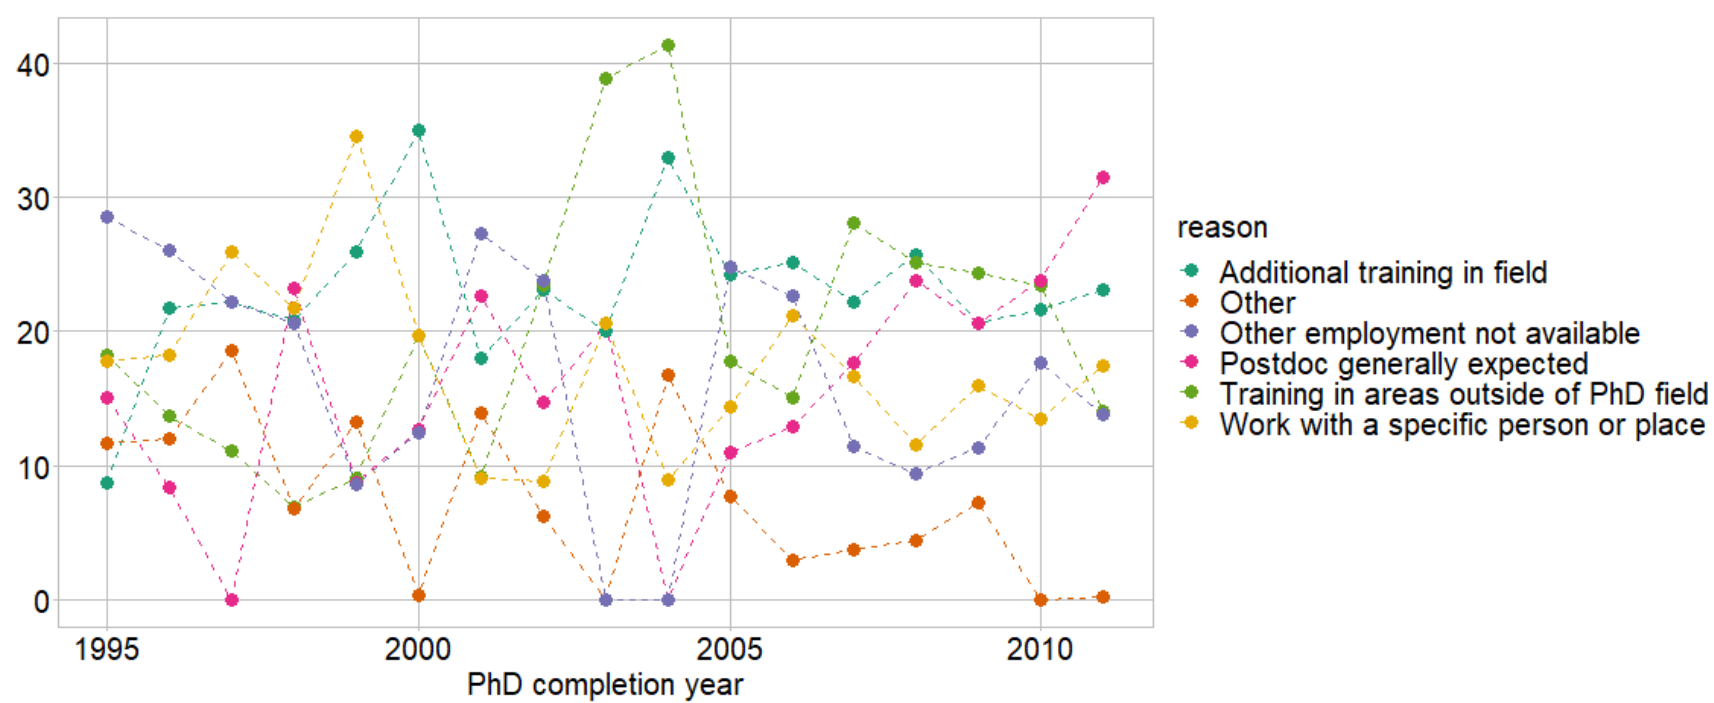 40
30
20
10
0
1995 2000 2005 2010
PhD completion year
reason
Additional training in field
Other
Other employment not available
Postdoc generally expected
Training in areas outside of PhD field
Work with a specific person or place